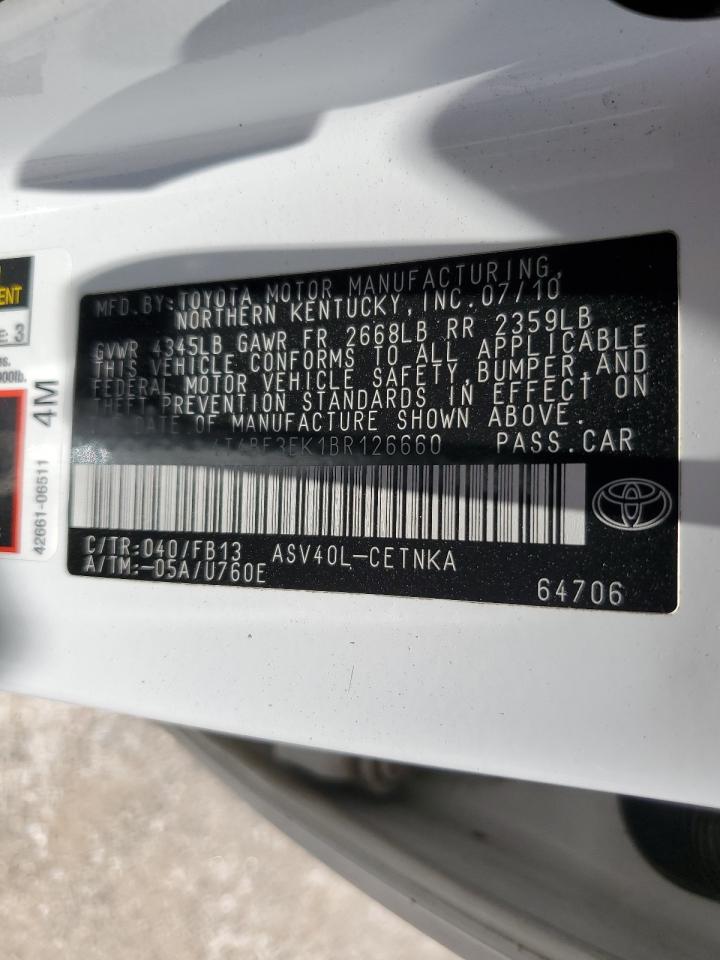 MFD.BY:TOYOTA MOTOR MANUFACTURING,
NORTHERN KENTUCKY, INC.07/10
GVWR 4345LB GAWR FR 2668LB RR 2359LB
THIS VEHICLE CONFORMS TO ALL APPLICABLE
FEDERAL MOTOR VEHICLE SAFETY,BUMPER,AND
THEFT PREVENTION STANDARDS IN EFFECT ON
DATE OF MANUFACTURE SHOWN ABOVE.
PASS.CAR
C/TR:040/FB13 ASV40L-CETNKA
A/TM:-05A/U760E
64706
42661-06511
4M